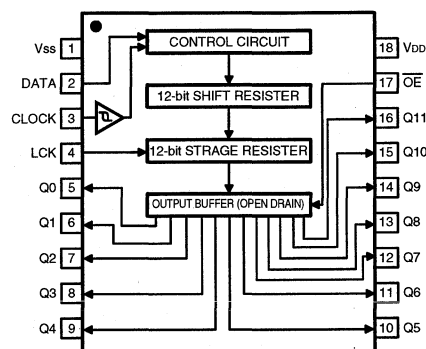 CONTROL CIRCUIT
12-bit SHIFT RESISTER
12-bit STRAGE RESISTER
OUTPUT BUFFER (OPEN DRAIN)
Vss 1
DATA 2
CLOCK 3
LCK 4
Q0 5
Q1 6
Q2 7
Q3 8
Q4 9
18 VDD
17 OE
16 Q11
15 Q10
14 Q9
13 Q8
12 Q7
11 Q6
10 Q5